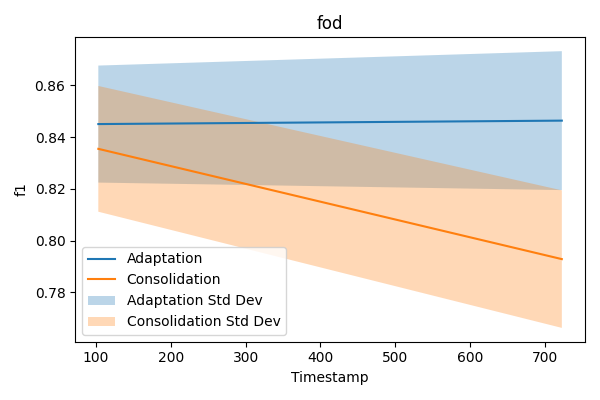 fod
f1
0.86
0.84
0.82
0.80
0.78
Adaptation
Consolidation
Adaptation Std Dev
Consolidation Std Dev
100 200 300 400 500 600 700
Timestamp